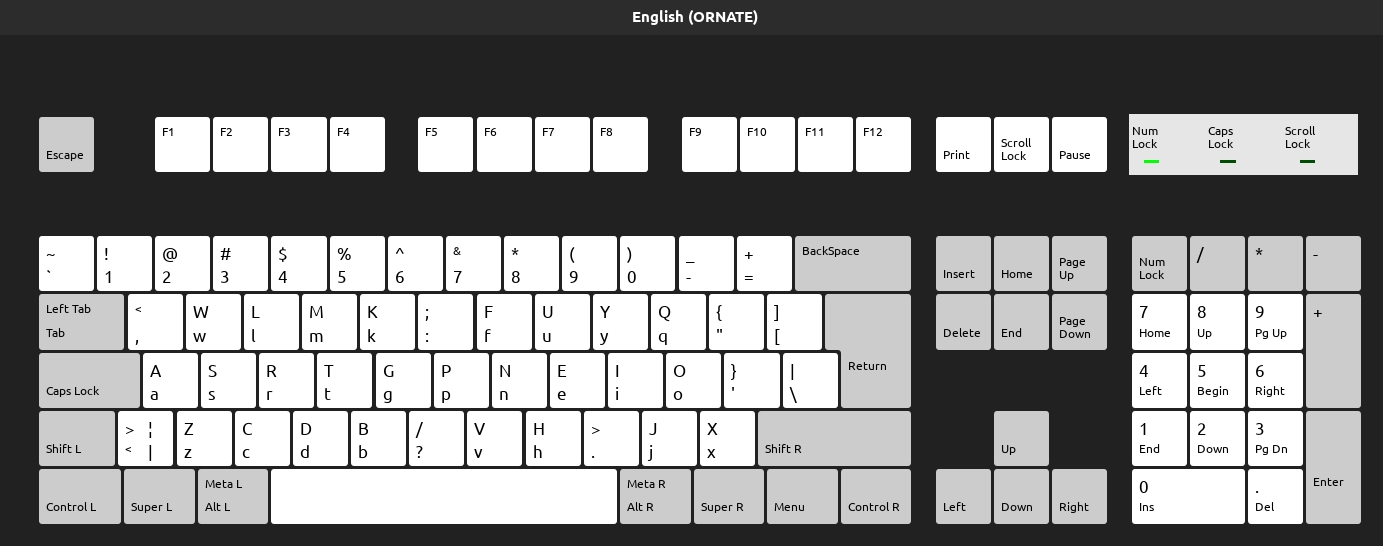 English (ORNATE)
Escape F1 F2 F3 F4 F5 F6 F7 F8 F9 F10 F11 F12 Print Scroll Lock Pause Num Lock Caps Lock Scroll Lock
~ ! @ # $ % ^ & * ( ) _ + BackSpace
` 1 2 3 4 5 6 7 8 9 0 - =
Insert Home Page Up Num Lock / * -
Left Tab < W L M K ; F U Y Q { ]
Tab , w l m k : f u y q " [
Return
Delete End Page Down 7 Home 8 Up 9 Pg Up +
Caps Lock A S R T G P N E I O } |
a s r t g p n e i o ' \
4 Left 5 Begin 6 Right
Shift L > ¦ Z C D B / V H > J X Shift R
< | z c d b ? v h . j x
Up 1 End 2 Down 3 Pg Dn Enter
Control L Super L Meta L Alt L Meta R Alt R Super R Menu Control R
Left Down Right 0 Ins . Del